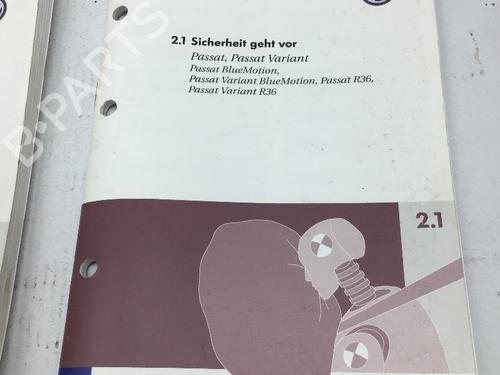 2.1 Sicherheit geht vor
Passat, Passat Variant
Passat BlueMotion,
Passat Variant BlueMotion, Passat R36,
Passat Variant R36
2.1
B-PARTS